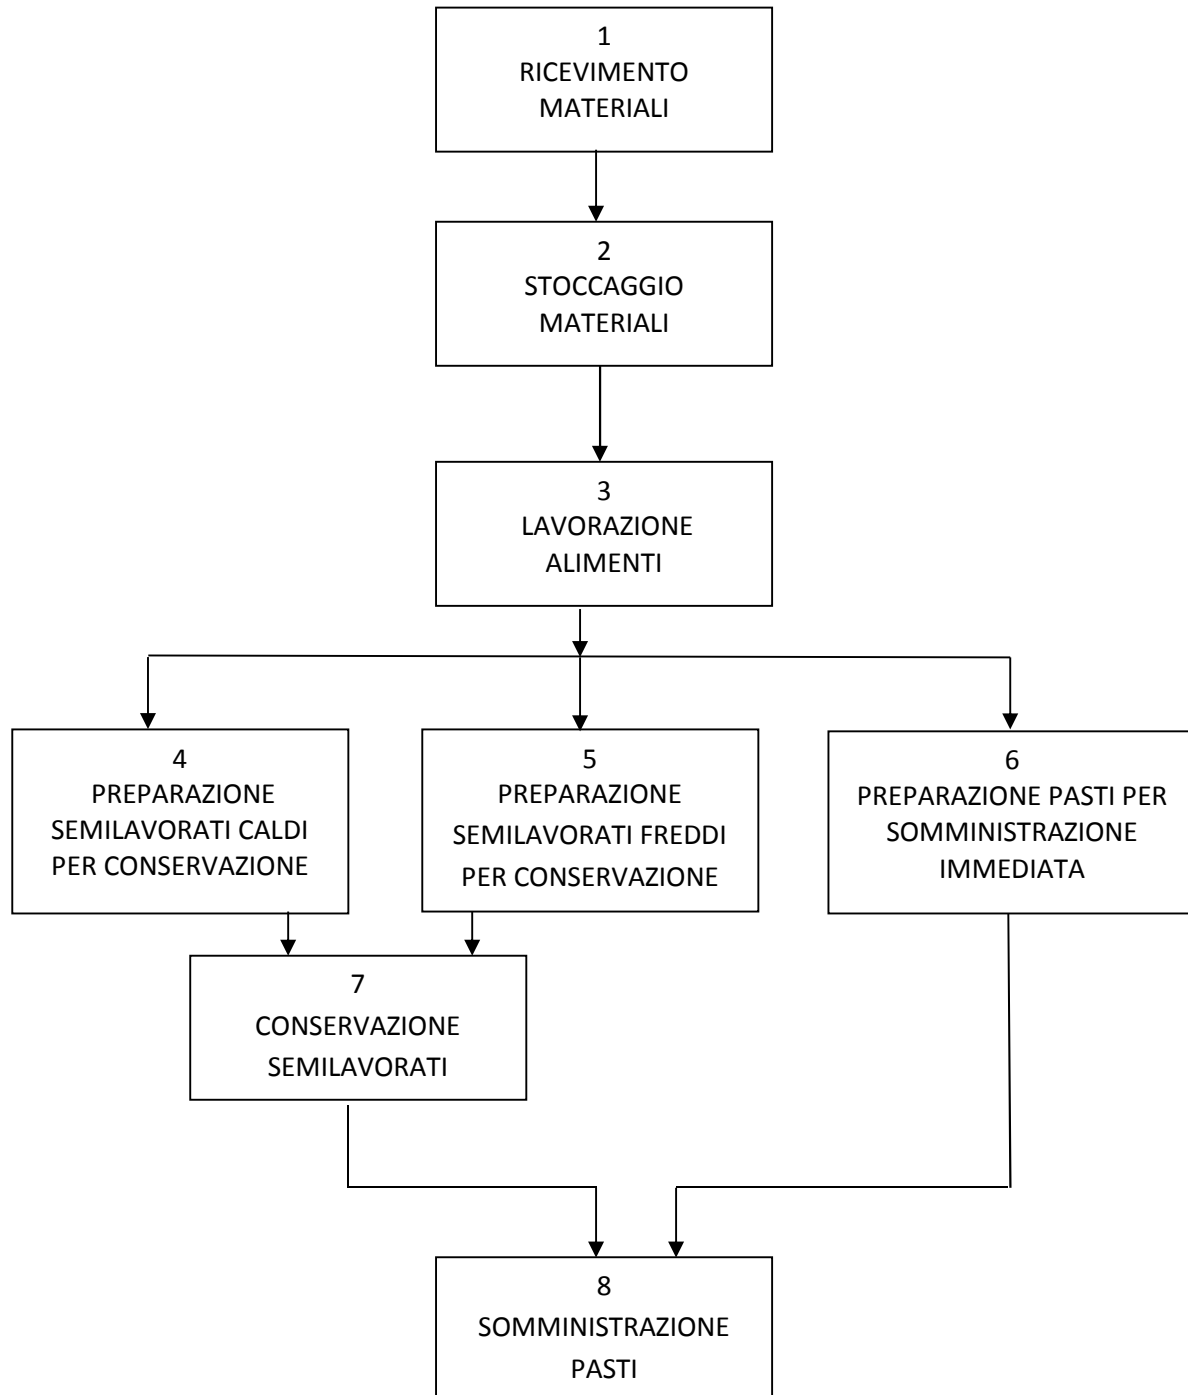 1
RICEVIMENTO
MATERIALI
2
STOCCAGGIO
MATERIALI
3
LAVORAZIONE
ALIMENTI
4
PREPARAZIONE
SEMILAVORATI CALDI
PER CONSERVAZIONE
5
PREPARAZIONE
SEMILAVORATI FREDDI
PER CONSERVAZIONE
6
PREPARAZIONE PASTI PER
SOMMINISTRAZIONE
IMMEDIATA
7
CONSERVAZIONE
SEMILAVORATI
8
SOMMINISTRAZIONE
PASTI